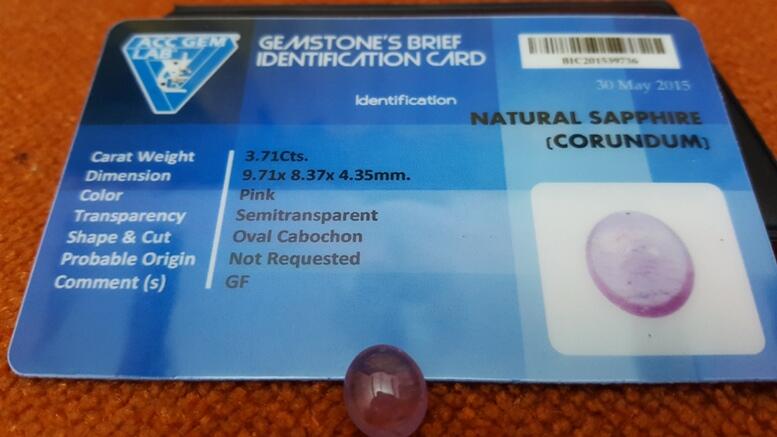 ACC GEM
LAB
GEMSTONE'S BRIEF
IDENTIFICATION CARD
BIC201539736
30 May 2015
Identification
NATURAL SAPPHIRE
(CORUNDUM)
Carat Weight 3.71Cts.
Dimension 9.71x 8.37x 4.35mm.
Color Pink
Transparency Semitransparent
Shape & Cut Oval Cabochon
Probable Origin Not Requested
Comment (s) GF